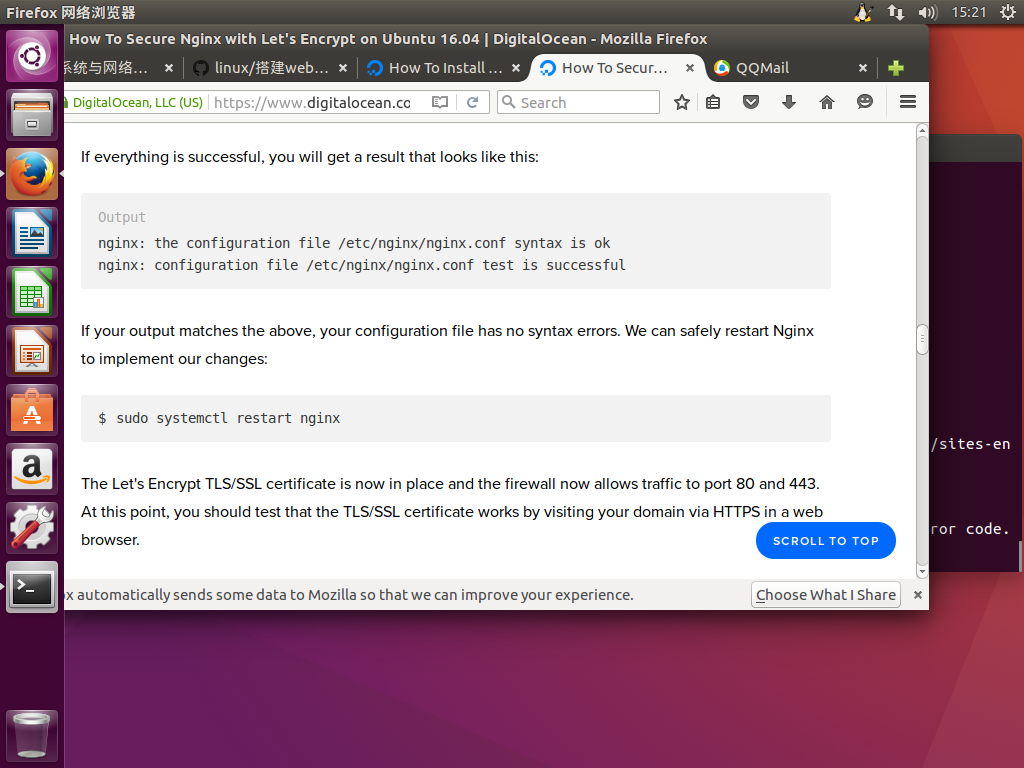 Firefox 网络浏览器
15:21
How To Secure Nginx with Let's Encrypt on Ubuntu 16.04 | DigitalOcean - Mozilla Firefox
系统与网络...
linux/搭建web...
How To Install ...
How To Secur...
QQMail
DigitalOcean, LLC (US)
https://www.digitalocean.co
Search
If everything is successful, you will get a result that looks like this:
Output
nginx: the configuration file /etc/nginx/nginx.conf syntax is ok
nginx: configuration file /etc/nginx/nginx.conf test is successful
If your output matches the above, your configuration file has no syntax errors. We can safely restart Nginx
to implement our changes:
$ sudo systemctl restart nginx
/sites-en
The Let's Encrypt TLS/SSL certificate is now in place and the firewall now allows traffic to port 80 and 443.
At this point, you should test that the TLS/SSL certificate works by visiting your domain via HTTPS in a web
browser.
ror code.
SCROLL TO TOP
ox automatically sends some data to Mozilla so that we can improve your experience.
Choose What I Share